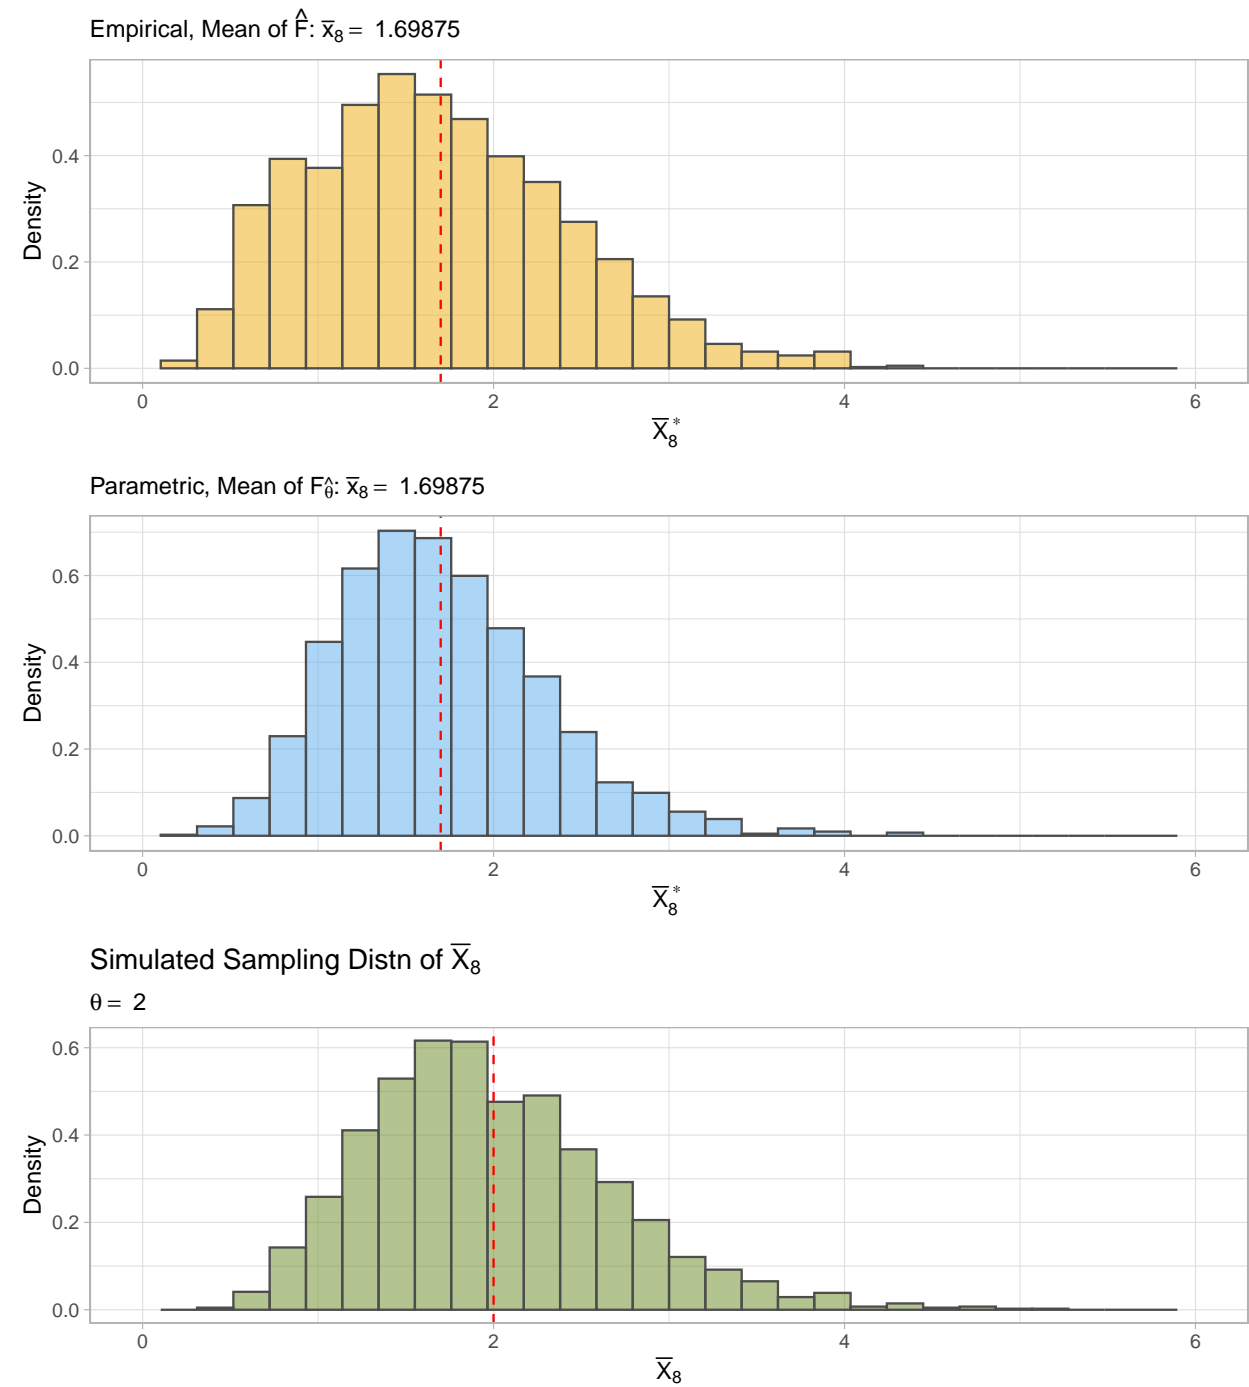 Empirical, Mean of F̂: x̅₈ = 1.69875
Density
0.4
0.2
0.0
0 2 4 6
X̅₈*
Parametric, Mean of F_θ̂: x̅₈ = 1.69875
Density
0.6
0.4
0.2
0.0
0 2 4 6
X̅₈*
Simulated Sampling Distn of X̅₈
θ = 2
Density
0.6
0.4
0.2
0.0
0 2 4 6
X̅₈